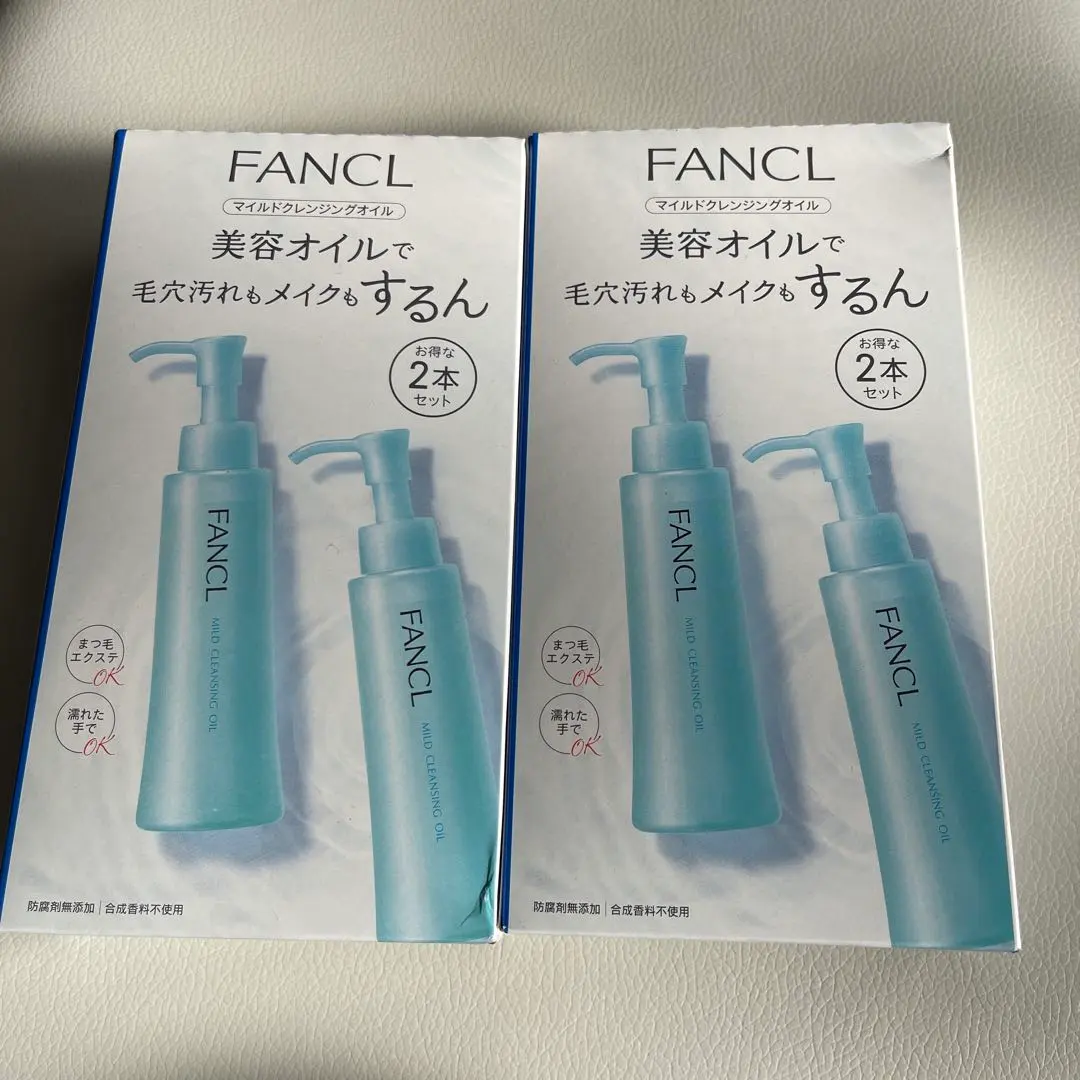 FANCL
マイルドクレンジングオイル
美容オイルで
毛穴汚れもメイクもするん
お得な
2本
セット
FANCL
MILD CLEANSING OIL
FANCL
MILD CLEANSING OIL
まつ毛
エクステ
OK
濡れた
手で
OK
防腐剤無添加 | 合成香料不使用
FANCL
マイルドクレンジングオイル
美容オイルで
毛穴汚れもメイクもするん
お得な
2本
セット
FANCL
MILD CLEANSING OIL
FANCL
MILD CLEANSING OIL
まつ毛
エクステ
OK
濡れた
手で
OK
防腐剤無添加 | 合成香料不使用